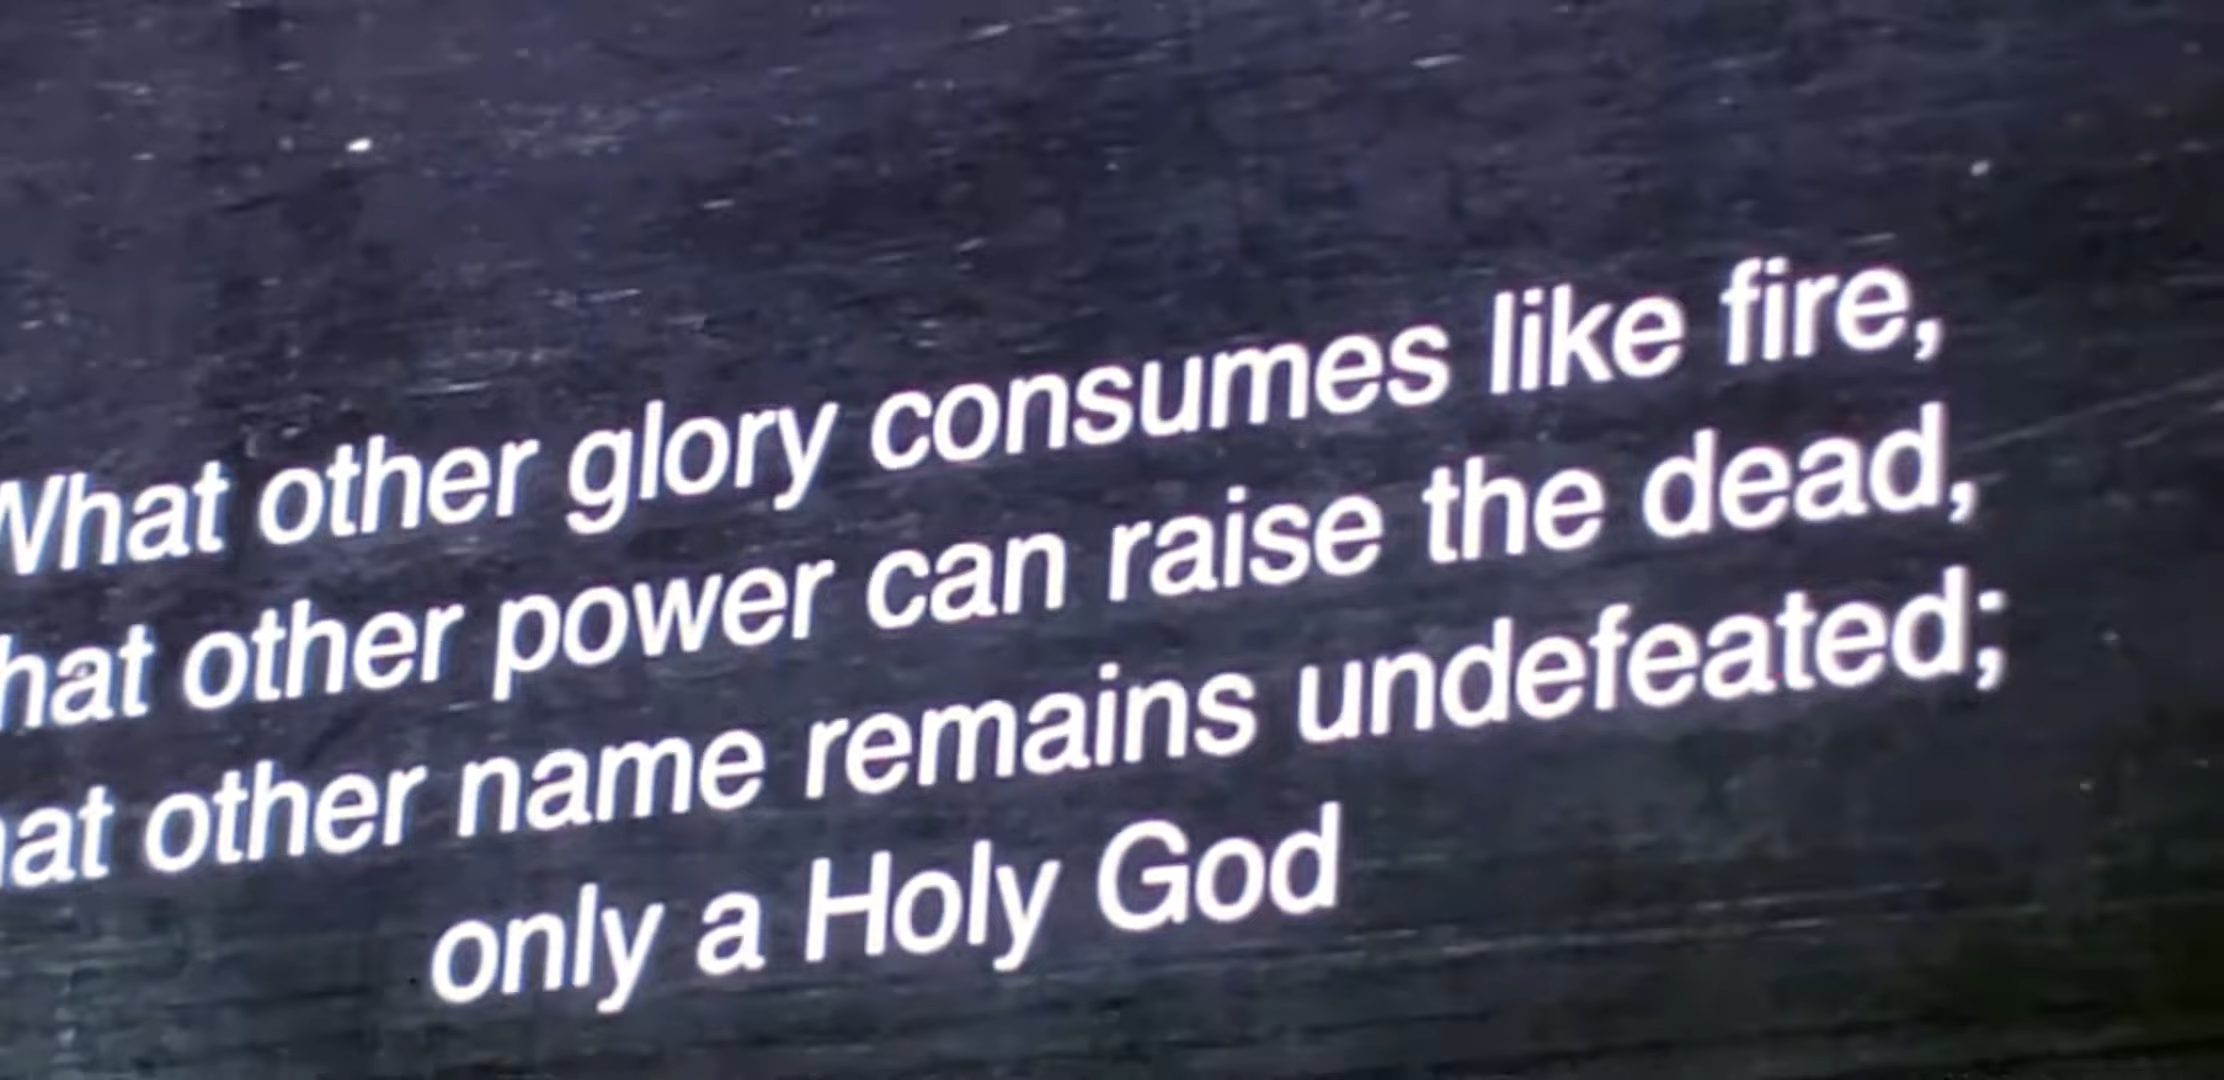 What other glory consumes like fire,
hat other power can raise the dead,
hat other name remains undefeated;
only a Holy God